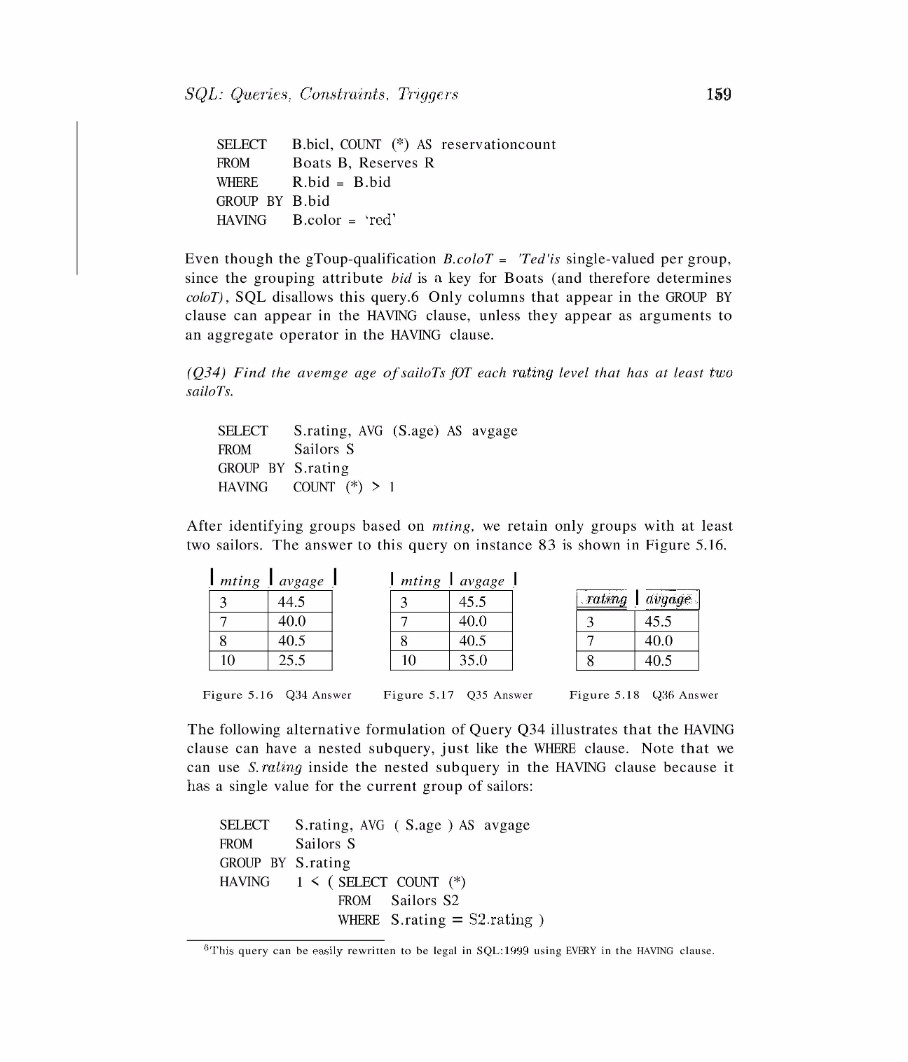 SQL: Queries, Constraints, Triggers 159
SELECT B.bicl, COUNT (*) AS reservationcount
FROM Boats B, Reserves R
WHERE R.bid = B.bid
GROUP BY B.bid
HAVING B.color = 'red'
Even though the gToup-qualification B.coloT = 'Ted'is single-valued per group,
since the grouping attribute bid is a key for Boats (and therefore determines
coloT), SQL disallows this query.6 Only columns that appear in the GROUP BY
clause can appear in the HAVING clause, unless they appear as arguments to
an aggregate operator in the HAVING clause.
(Q34) Find the avemge age of sailoTs fOT each rating level that has at least two
sailoTs.
SELECT S.rating, AVG (S.age) AS avgage
FROM Sailors S
GROUP BY S.rating
HAVING COUNT (*) > 1
After identifying groups based on mting, we retain only groups with at least
two sailors. The answer to this query on instance 83 is shown in Figure 5.16.
mting avgage
3 44.5
7 40.0
8 40.5
10 25.5
Figure 5.16 Q34 Answer
mting avgage
3 45.5
7 40.0
8 40.5
10 35.0
Figure 5.17 Q35 Answer
rating avgage
3 45.5
7 40.0
8 40.5
Figure 5.18 Q36 Answer
The following alternative formulation of Query Q34 illustrates that the HAVING
clause can have a nested subquery, just like the WHERE clause. Note that we
can use S.rating inside the nested subquery in the HAVING clause because it
has a single value for the current group of sailors:
SELECT S.rating, AVG ( S.age ) AS avgage
FROM Sailors S
GROUP BY S.rating
HAVING 1 < ( SELECT COUNT (*)
FROM Sailors S2
WHERE S.rating = S2.rating )
6This query can be easily rewritten to be legal in SQL:1999 using EVERY in the HAVING clause.